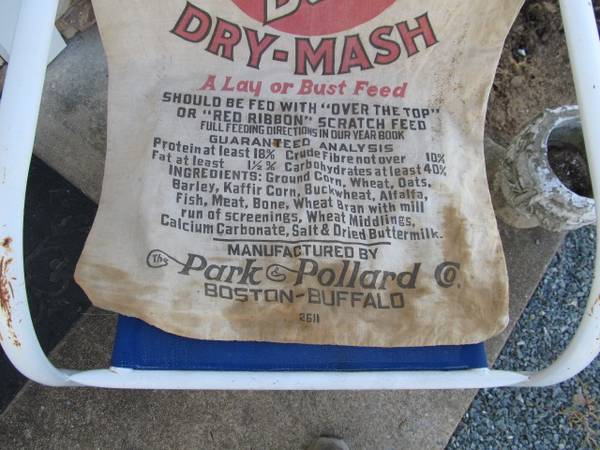 DRY-MASH
A Lay or Bust Feed
SHOULD BE FED WITH "OVER THE TOP"
OR "RED RIBBON" SCRATCH FEED
FULL FEEDING DIRECTIONS IN OUR YEAR BOOK
GUARANTEED ANALYSIS
Protein at least 18% Crude Fibre not over 10%
Fat at least 1½% Carbohydrates at least 40%
INGREDIENTS: Ground Corn, Wheat, Oats,
Barley, Kaffir Corn, Buckwheat, Alfalfa,
Fish, Meat, Bone, Wheat Bran with mill
run of screenings, Wheat Middlings,
Calcium Carbonate, Salt & Dried Buttermilk.
MANUFACTURED BY
The Park & Pollard Co.
BOSTON-BUFFALO
2611